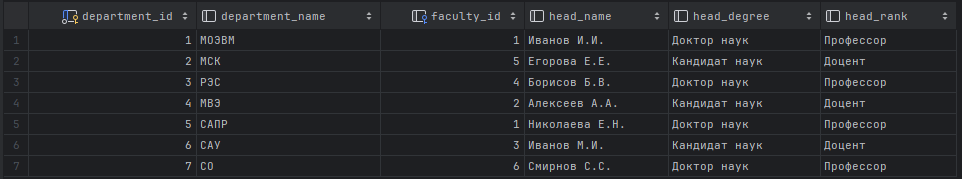 department_id department_name faculty_id head_name head_degree head_rank
1 1 МОЭВМ 1 Иванов И.И. Доктор наук Профессор
2 2 МСК 5 Егорова Е.Е. Кандидат наук Доцент
3 3 РЭС 4 Борисов Б.В. Доктор наук Профессор
4 4 МВЭ 2 Алексеев А.А. Кандидат наук Доцент
5 5 САПР 1 Николаева Е.Н. Доктор наук Профессор
6 6 САУ 3 Иванов М.И. Кандидат наук Доцент
7 7 СО 6 Смирнов С.С. Доктор наук Профессор